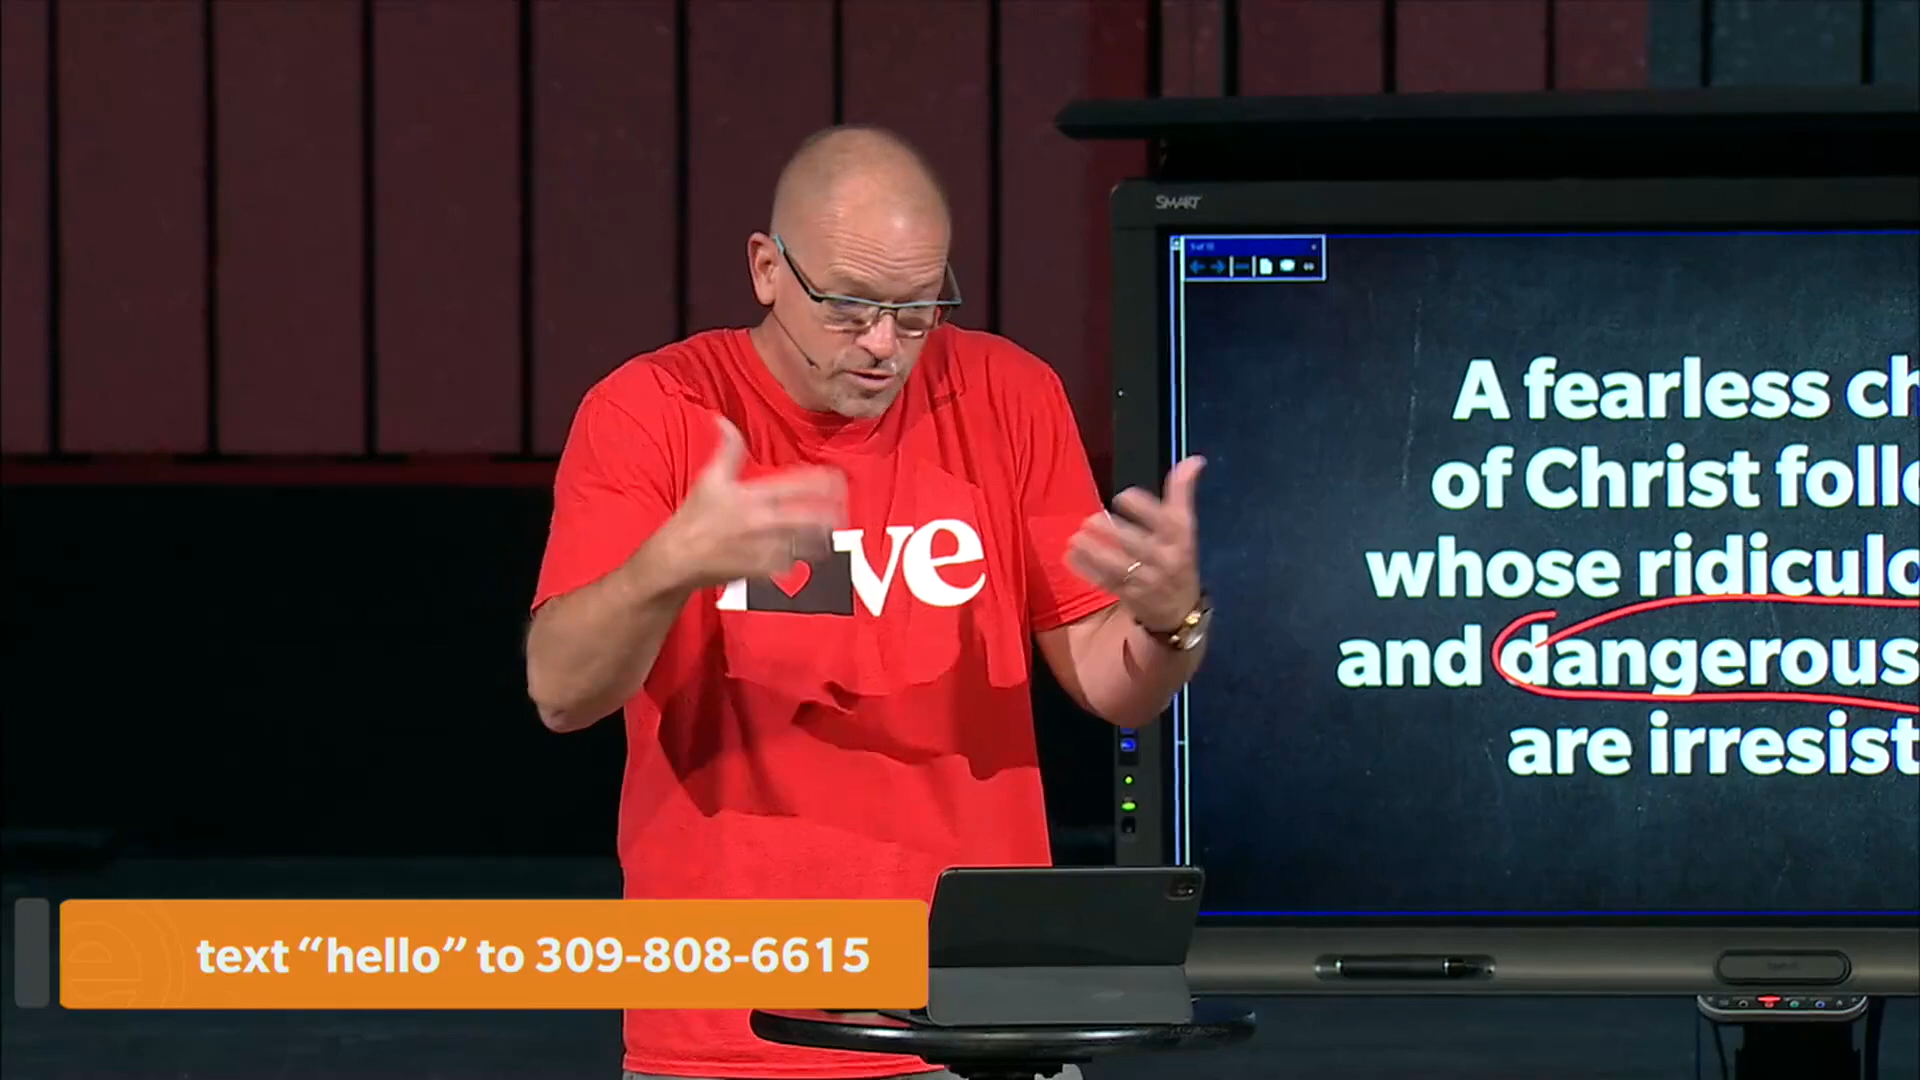 SMART
A fearless ch
of Christ foll
whose ridicul
and dangerous
are irresist
ve
text “hello” to 309-808-6615